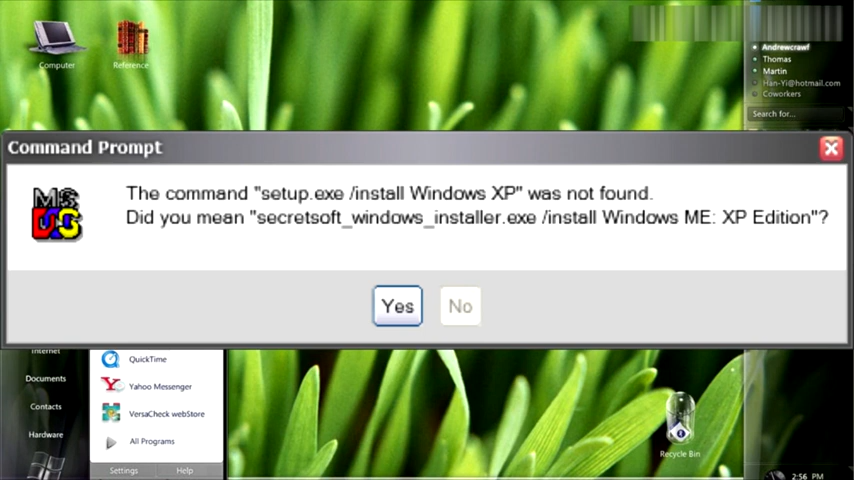 Computer
Reference
Andrewcrawf
Thomas
Martin
Han-Yi@hotmail.com
Coworkers
Search for...
Command Prompt
MS
DOS
The command "setup.exe /install Windows XP" was not found.
Did you mean "secretsoft_windows_installer.exe /install Windows ME: XP Edition"?
Yes
No
Internet
Documents
Contacts
Hardware
QuickTime
Yahoo Messenger
VersaCheck webStore
All Programs
Settings
Help
Recycle Bin
2:56 PM